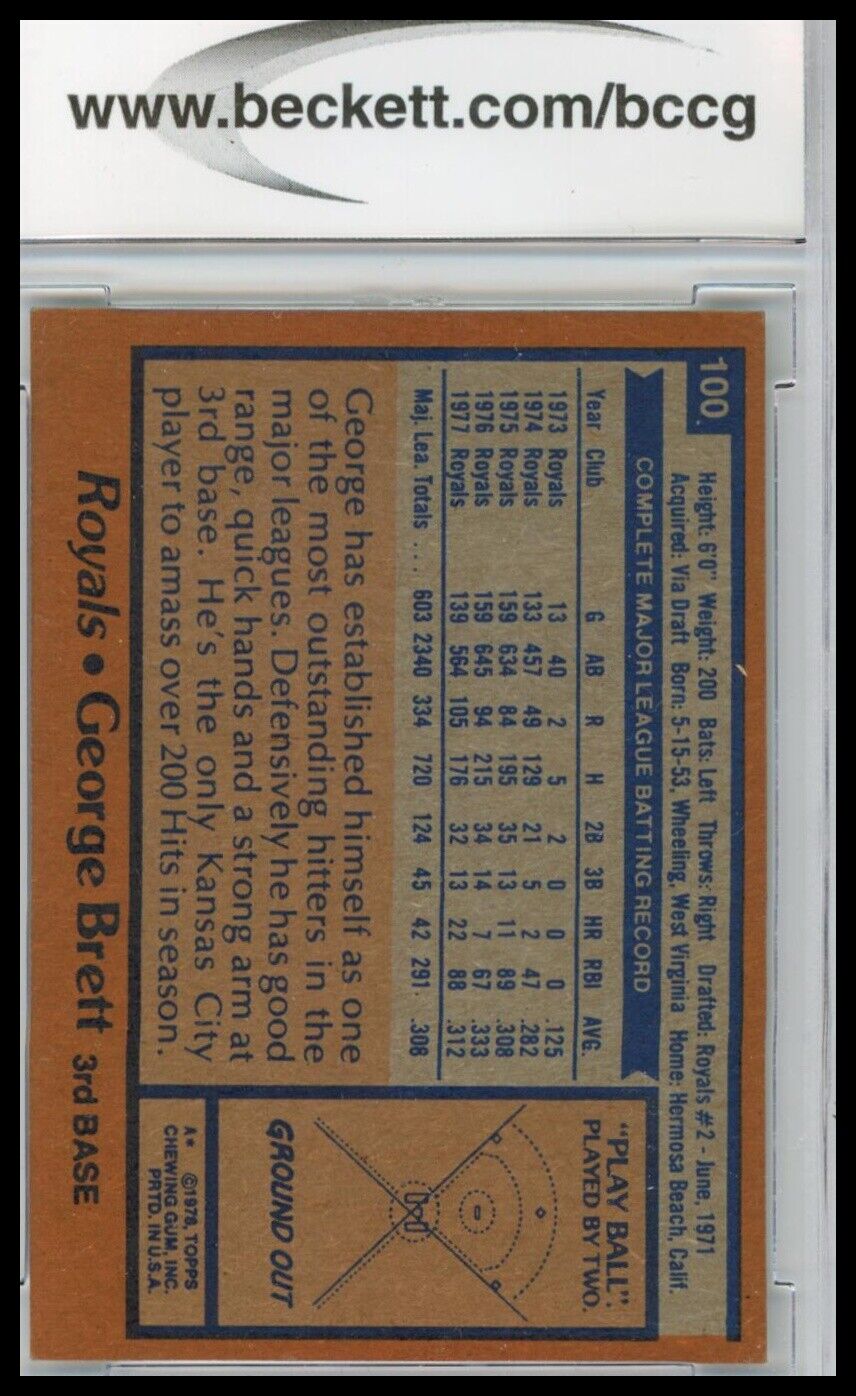 www.beckett.com/bccg
100
Height: 6'0" Weight: 200 Bats: Left Throws: Right Drafted: Royals #2 - June, 1971
Acquired: Via Draft Born: 5-15-53, Wheeling, West Virginia Home: Hermosa Beach, Calif.
COMPLETE MAJOR LEAGUE BATTING RECORD
Year Club G AB R H 2B 3B HR RBI AVG.
1973 Royals 13 40 2 5 2 0 0 0 .125
1974 Royals 133 457 49 129 21 5 2 47 .282
1975 Royals 159 634 84 195 35 13 11 89 .308
1976 Royals 159 645 94 215 34 14 7 67 .333
1977 Royals 139 564 105 176 32 13 22 88 .312
Maj. Lea. Totals .... 603 2340 334 720 124 45 42 291. .308
George has established himself as one
of the most outstanding hitters in the
major leagues. Defensively he has good
range, quick hands and a strong arm at
3rd base. He's the only Kansas City
player to amass over 200 Hits in season.
"PLAY BALL".
PLAYED BY TWO.
GROUND OUT
A* ©1978, TOPPS
CHEWING GUM, INC.
PRTD. IN U.S.A.
Royals • George Brett 3rd BASE